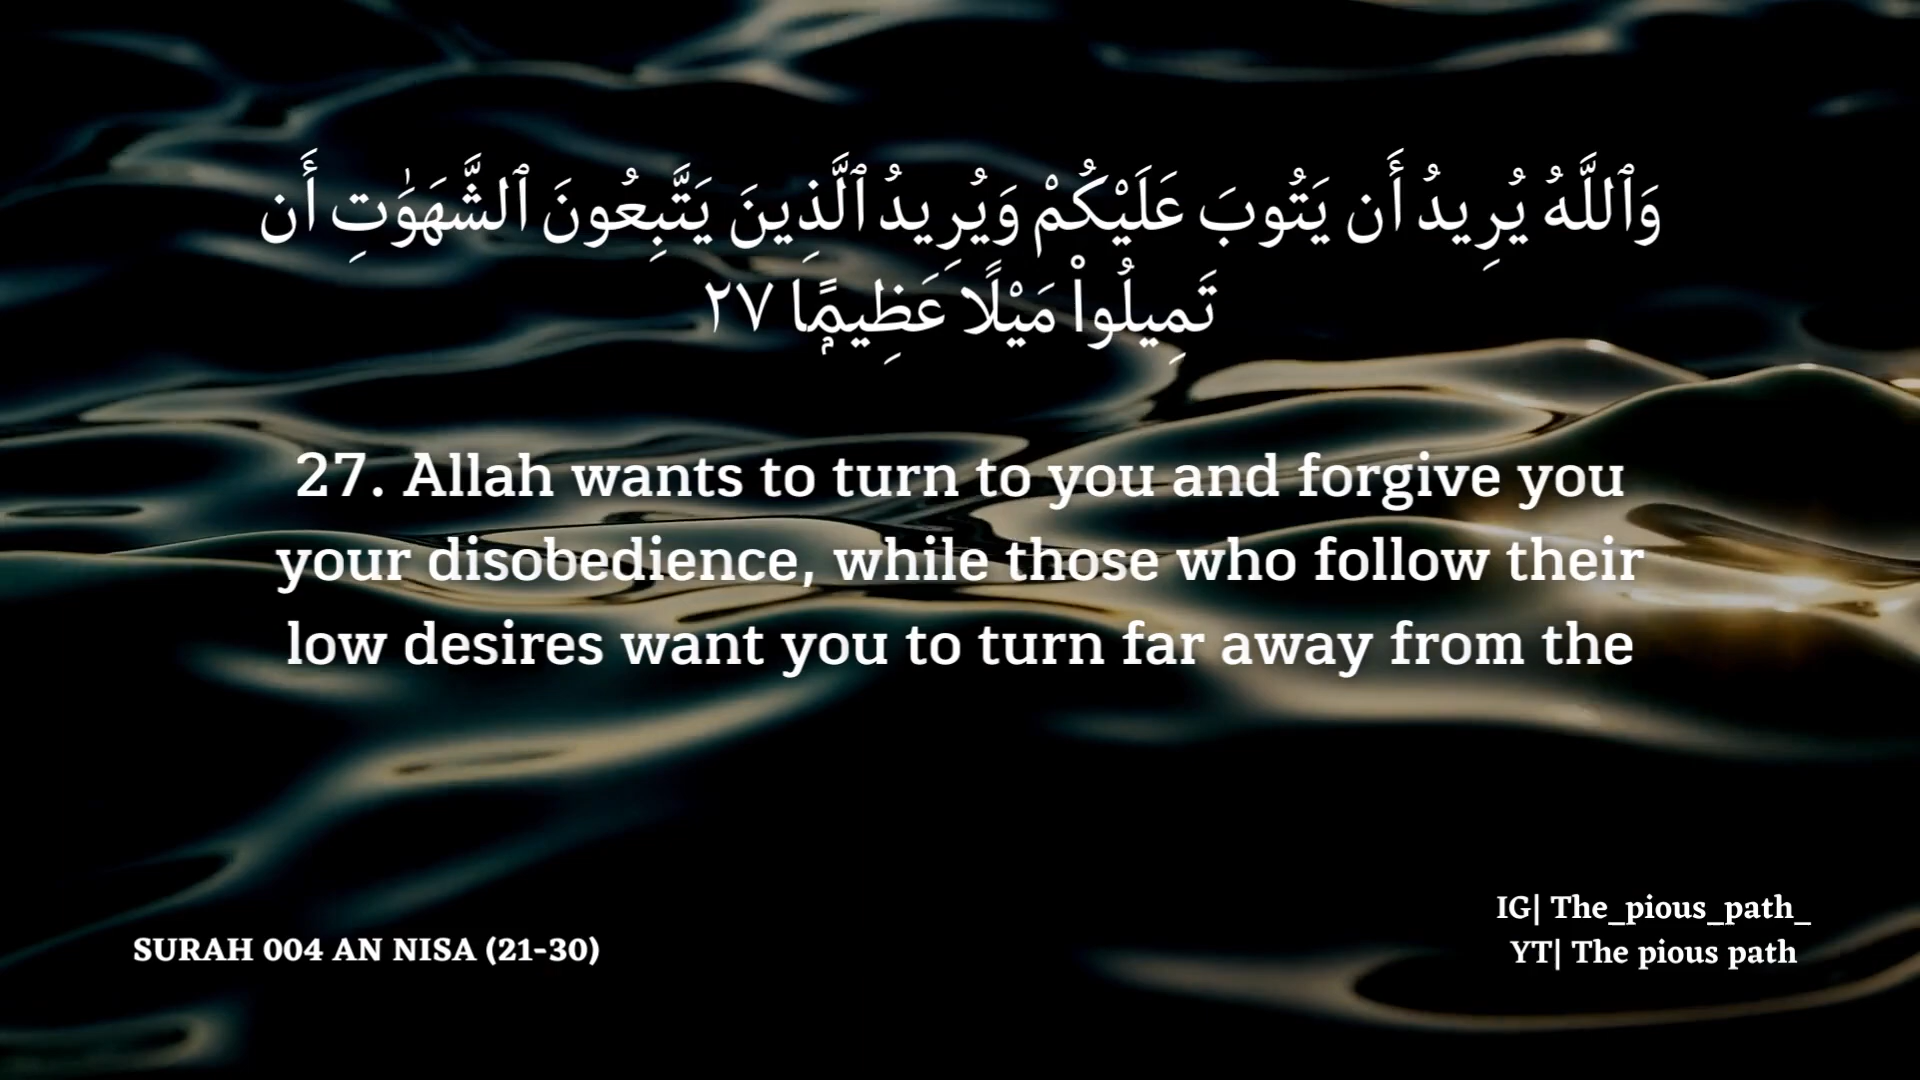 وَٱللَّهُ يُرِيدُ أَن يَتُوبَ عَلَيْكُمْ وَيُرِيدُ ٱلَّذِينَ يَتَّبِعُونَ ٱلشَّهَوَٰتِ أَن
تَمِيلُوا۟ مَيْلًا عَظِيمًۭا ٢٧
27. Allah wants to turn to you and forgive you
your disobedience, while those who follow their
low desires want you to turn far away from the
SURAH 004 AN NISA (21-30)
IG| The_pious_path_
YT| The pious path